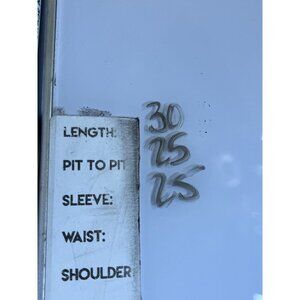 LENGTH: 30
PIT TO PIT 25
SLEEVE: 25
WAIST:
SHOULDER